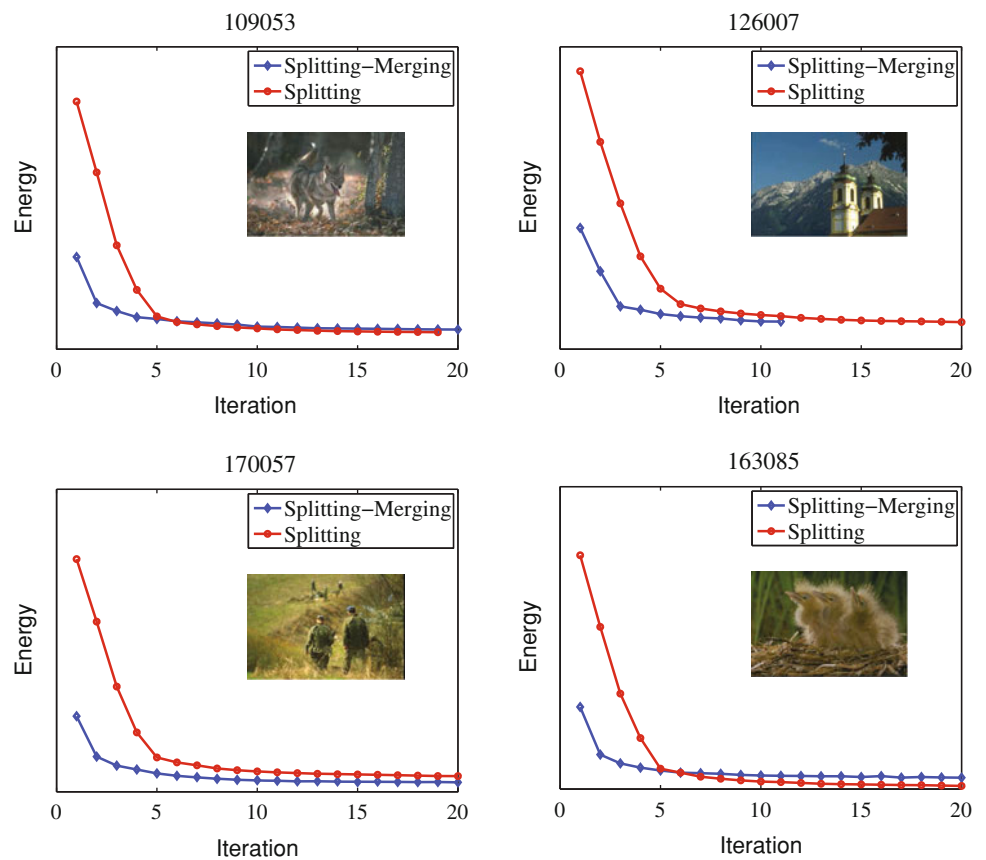 109053
Splitting−Merging
Splitting
Energy
0 5 10 15 20
Iteration
126007
Splitting−Merging
Splitting
Energy
0 5 10 15 20
Iteration
170057
Splitting−Merging
Splitting
Energy
0 5 10 15 20
Iteration
163085
Splitting−Merging
Splitting
Energy
0 5 10 15 20
Iteration